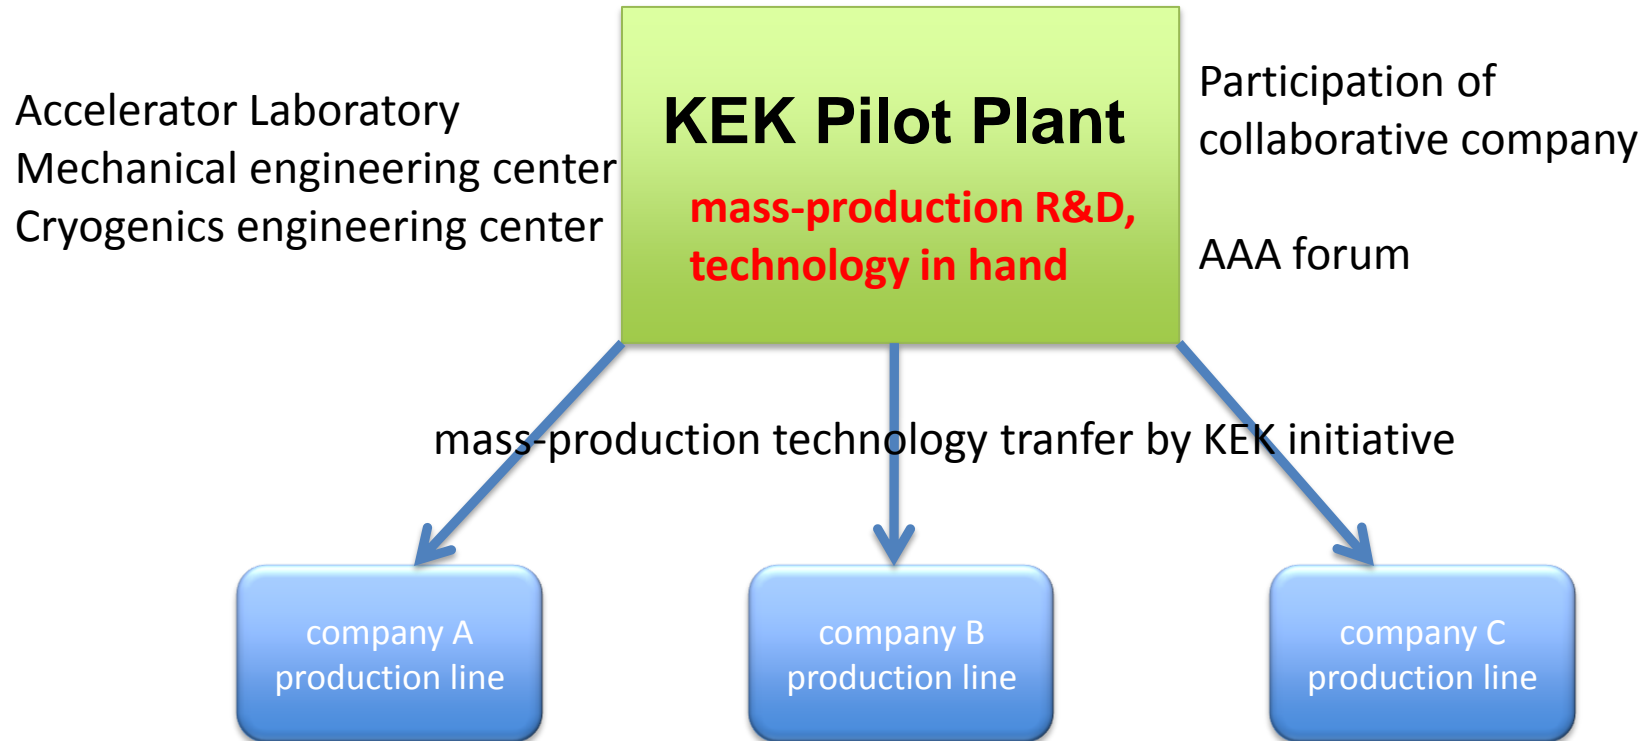 Accelerator Laboratory
Mechanical engineering center
Cryogenics engineering center
KEK Pilot Plant
mass-production R&D,
technology in hand
Participation of
collaborative company
AAA forum
mass-production technology tranfer by KEK initiative
company A
production line
company B
production line
company C
production line